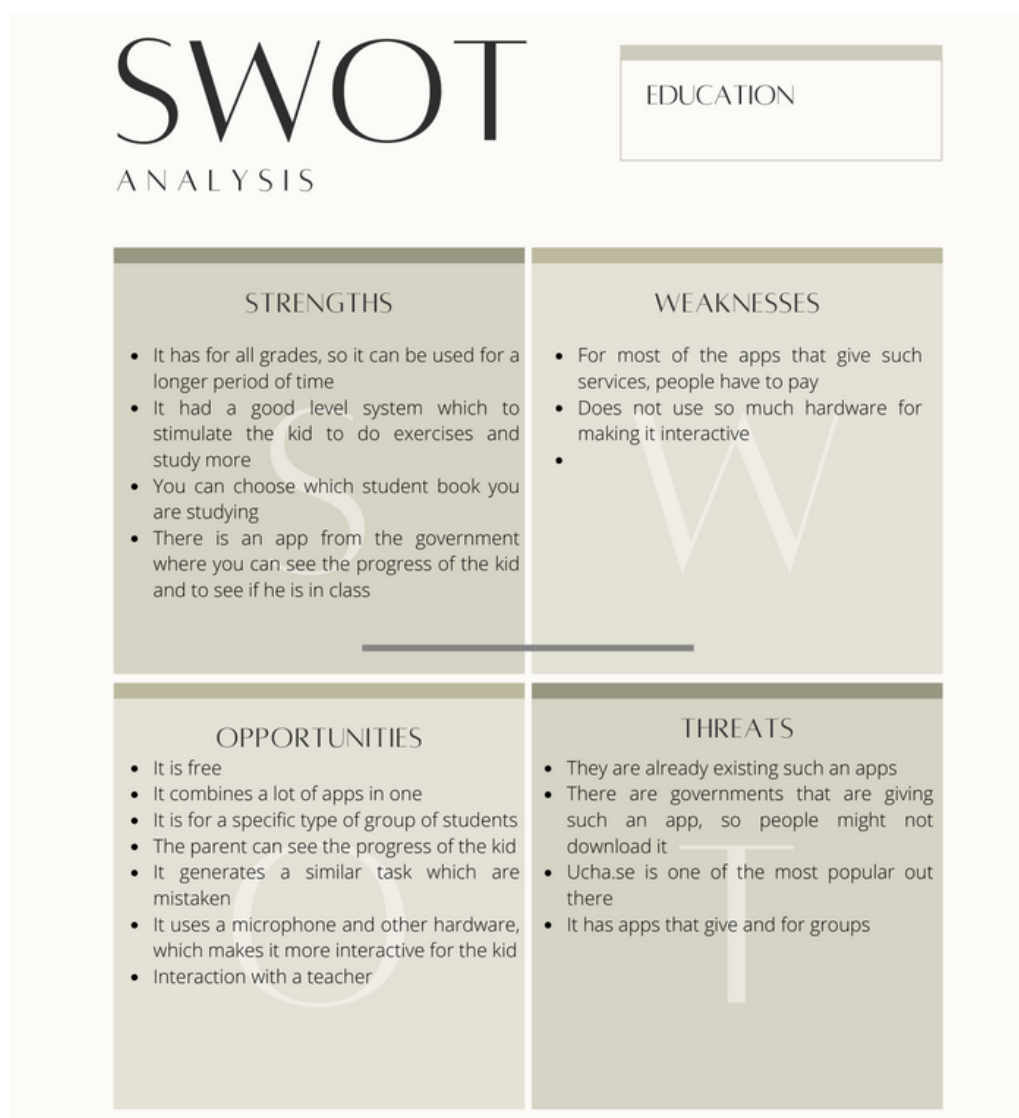 SWOT
ANALYSIS
EDUCATION
STRENGTHS
• It has for all grades, so it can be used for a
longer period of time
• It had a good level system which to
stimulate the kid to do exercises and
study more
• You can choose which student book you
are studying
• There is an app from the government
where you can see the progress of the kid
and to see if he is in class
S
WEAKNESSES
• For most of the apps that give such
services, people have to pay
• Does not use so much hardware for
making it interactive
•
W
OPPORTUNITIES
• It is free
• It combines a lot of apps in one
• It is for a specific type of group of students
• The parent can see the progress of the kid
• It generates a similar task which are
mistaken
• It uses a microphone and other hardware,
which makes it more interactive for the kid
• Interaction with a teacher
O
THREATS
• They are already existing such an apps
• There are governments that are giving
such an app, so people might not
download it
• Ucha.se is one of the most popular out
there
• It has apps that give and for groups
T